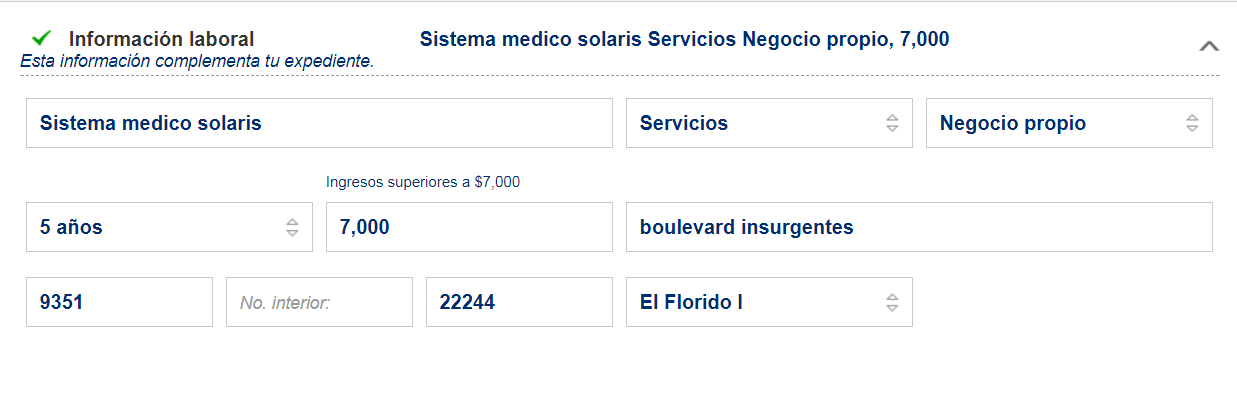 Información laboral
Sistema medico solaris Servicios Negocio propio, 7,000
Esta información complementa tu expediente.
Sistema medico solaris
Servicios
Negocio propio
Ingresos superiores a $7,000
5 años
7,000
boulevard insurgentes
9351
No. interior:
22244
El Florido I